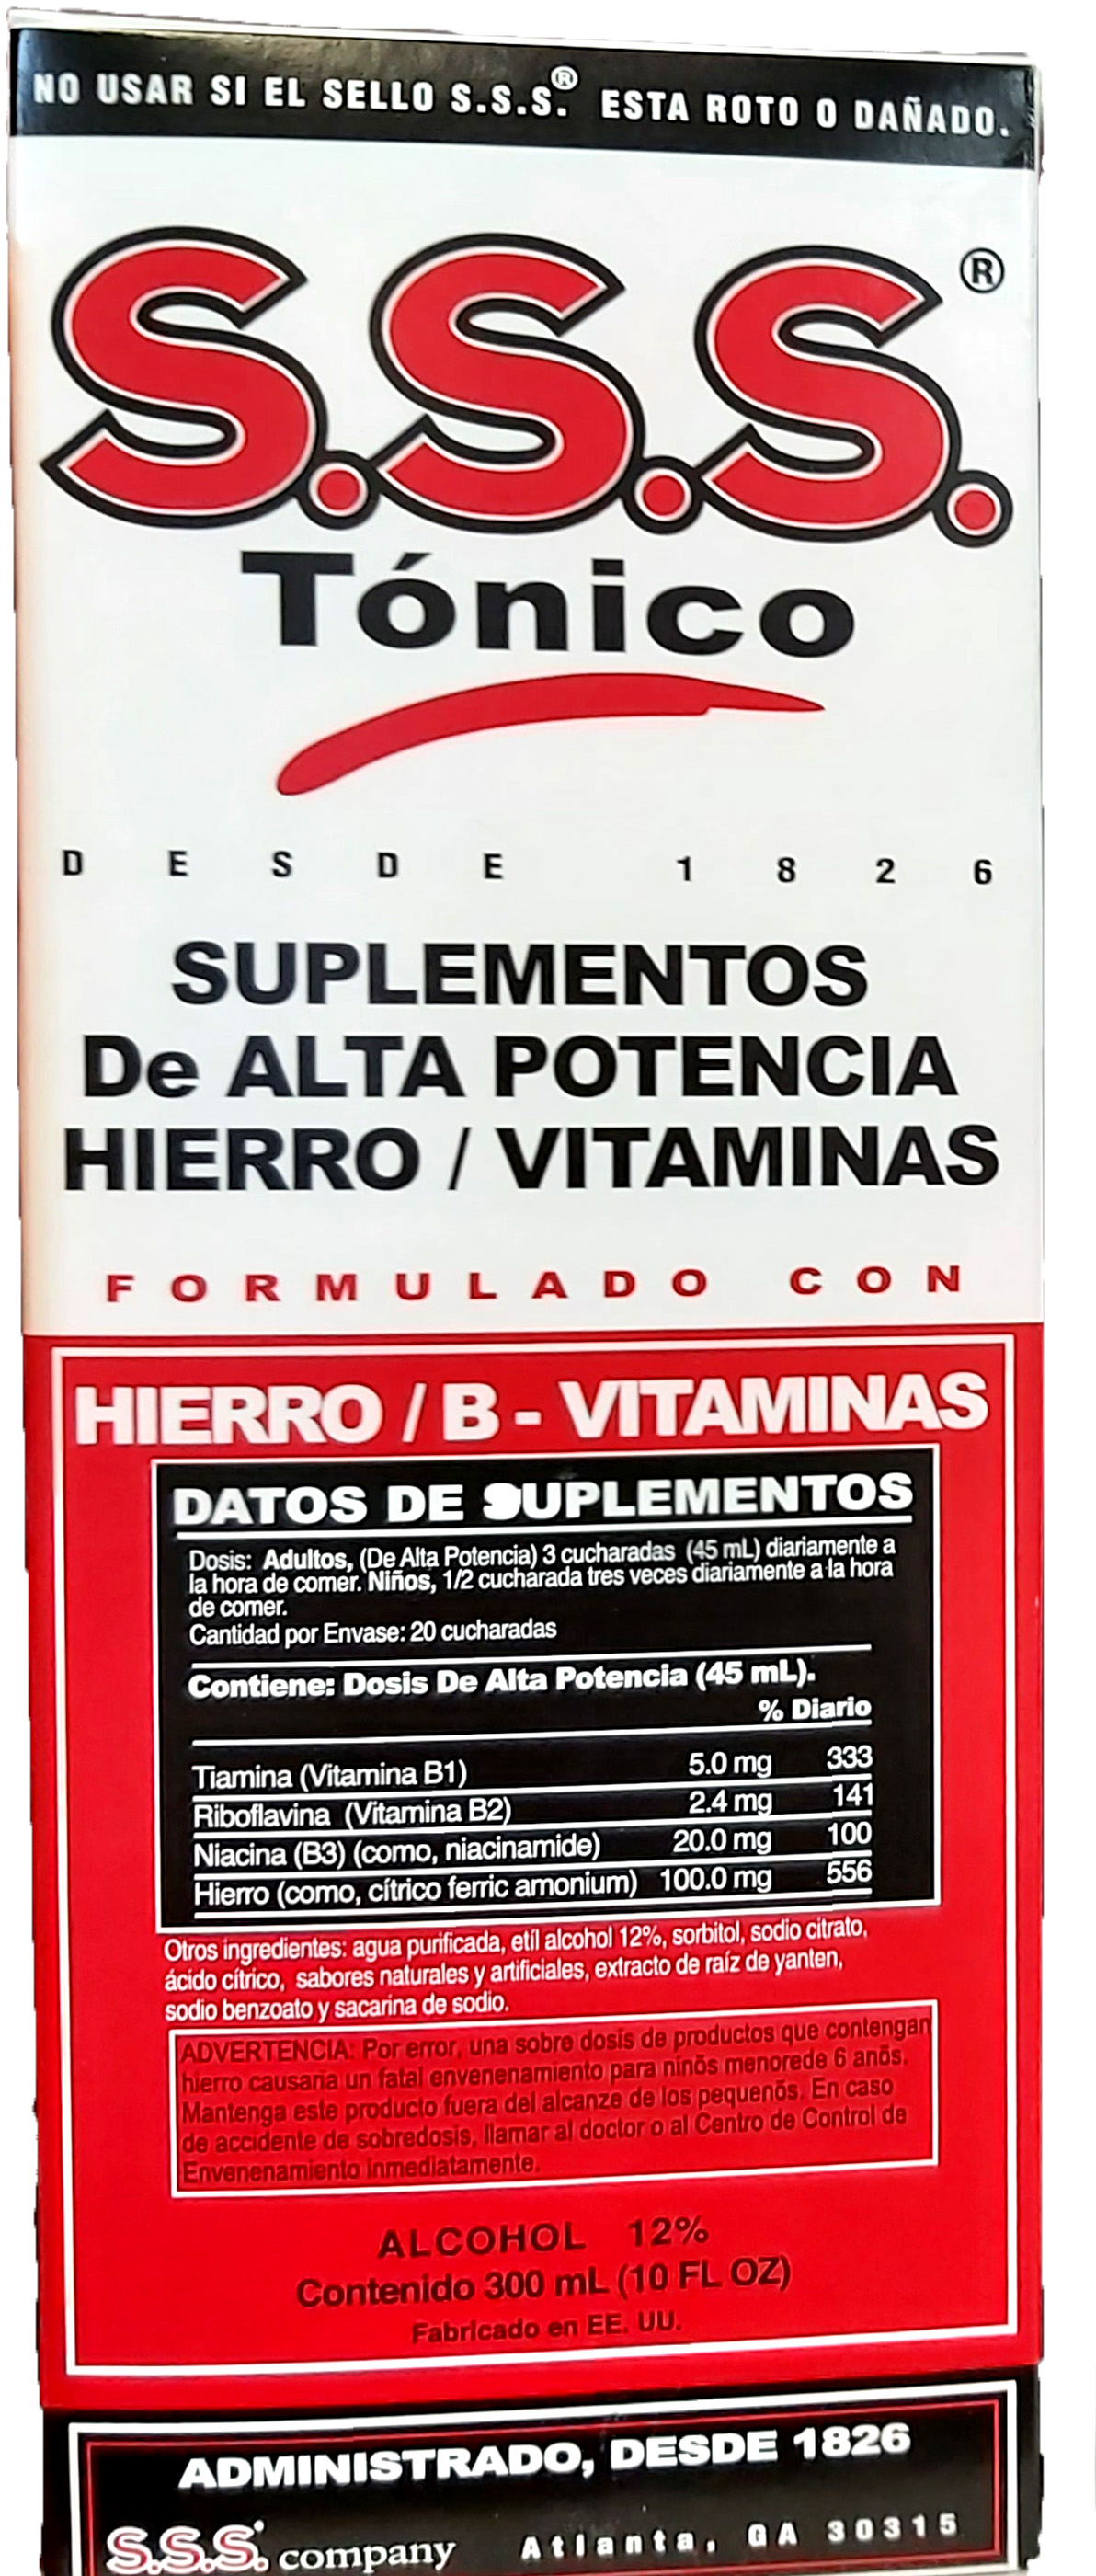 NO USAR SI EL SELLO S.S.S.® ESTA ROTO O DAÑADO.
S.S.S.®
Tónico
DESDE 1826
SUPLEMENTOS
De ALTA POTENCIA
HIERRO / VITAMINAS
FORMULADO CON
HIERRO / B - VITAMINAS
DATOS DE SUPLEMENTOS
Dosis: Adultos, (De Alta Potencia) 3 cucharadas (45 mL) diariamente a
la hora de comer. Niños, 1/2 cucharada tres veces diariamente a la hora
de comer.
Cantidad por Envase: 20 cucharadas
Contiene: Dosis De Alta Potencia (45 mL).
% Diario
Tiamina (Vitamina B1) 5.0 mg 333
Riboflavina (Vitamina B2) 2.4 mg 141
Niacina (B3) (como, niacinamide) 20.0 mg 100
Hierro (como, cítrico ferric amonium) 100.0 mg 556
Otros ingredientes: agua purificada, etíl alcohol 12%, sorbitol, sodio citrato,
ácido cítrico, sabores naturales y artificiales, extracto de raíz de yanten,
sodio benzoato y sacarina de sodio.
ADVERTENCIA: Por error, una sobre dosis de productos que contengan
hierro causaria un fatal envenenamiento para ninõs menorede 6 anõs.
Mantenga este producto fuera del alcanze de los pequenõs. En caso
de accidente de sobredosis, llamar al doctor o al Centro de Control de
Envenenamiento inmediatamente.
ALCOHOL 12%
Contenido 300 mL (10 FL OZ)
Fabricado en EE. UU.
ADMINISTRADO, DESDE 1826
S.S.S.® company Atlanta, GA 30315